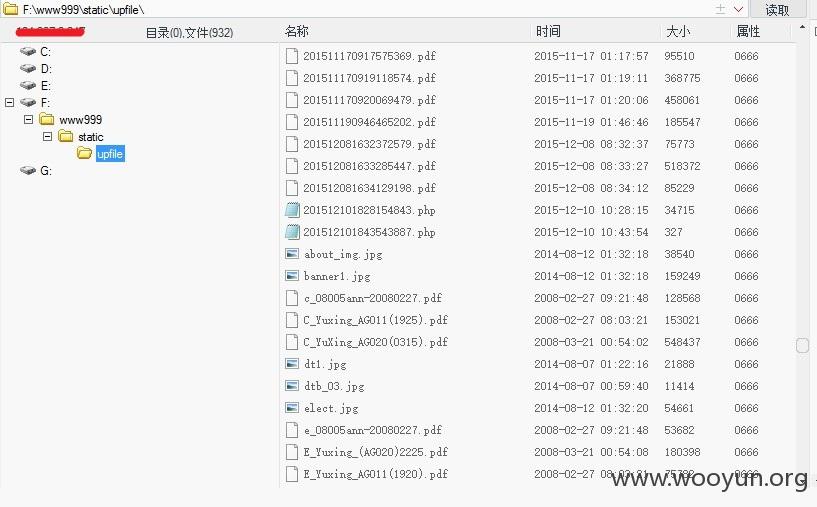 F:\www999\static\upfile\
读取
目录(0),文件(932)
名称 时间 大小 属性
C:
D:
E:
F:
www999
static
upfile
G:
201511170917575369.pdf 2015-11-17 01:17:57 95510 0666
201511170919118574.pdf 2015-11-17 01:19:11 368775 0666
201511170920069479.pdf 2015-11-17 01:20:06 458061 0666
201511190946465202.pdf 2015-11-19 01:46:46 185547 0666
201512081632372579.pdf 2015-12-08 08:32:37 75773 0666
201512081633285447.pdf 2015-12-08 08:33:27 518372 0666
201512081634129198.pdf 2015-12-08 08:34:12 85229 0666
201512101828154843.php 2015-12-10 10:28:15 34715 0666
201512101843543887.php 2015-12-10 10:43:54 327 0666
about_img.jpg 2014-08-12 01:32:18 38540 0666
banner1.jpg 2014-08-12 01:32:18 159249 0666
c_08005ann-20080227.pdf 2008-02-27 09:21:48 128568 0666
C_Yuxing_AG011(1925).pdf 2008-02-27 08:03:21 153021 0666
C_YuXing_AG020(0315).pdf 2008-03-21 00:54:02 548437 0666
dt1.jpg 2014-08-07 01:22:16 21888 0666
dtb_03.jpg 2014-08-07 00:59:40 11414 0666
elect.jpg 2014-08-12 01:32:20 54661 0666
e_08005ann-20080227.pdf 2008-02-27 09:21:48 53682 0666
E_Yuxing_(AG020)2225.pdf 2008-03-21 00:54:08 180398 0666
E_Yuxing_AG011(1920).pdf 2008-02-27 0666
www.wooyun.org